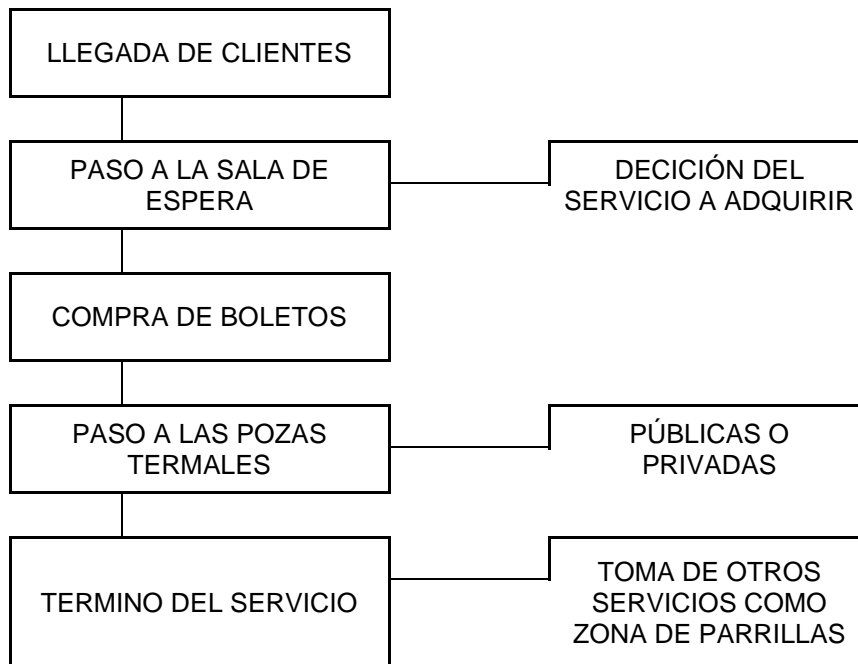 LLEGADA DE CLIENTES
PASO A LA SALA DE
ESPERA
DECICIÓN DEL
SERVICIO A ADQUIRIR
COMPRA DE BOLETOS
PASO A LAS POZAS
TERMALES
PÚBLICAS O
PRIVADAS
TERMINO DEL SERVICIO
TOMA DE OTROS
SERVICIOS COMO
ZONA DE PARRILLAS